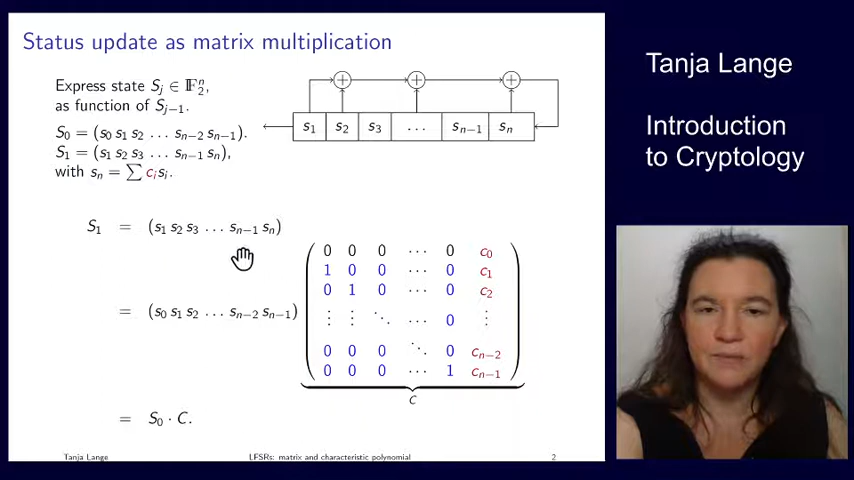 Status update as matrix multiplication
Express state S_j ∈ 𝔽₂ⁿ,
as function of S_{j−1}.
S_0 = (s_0 s_1 s_2 … s_{n−2} s_{n−1}).
S_1 = (s_1 s_2 s_3 … s_{n−1} s_n),
with s_n = ∑ c_i s_i.
+ + +
s_1 s_2 s_3 … s_{n−1} s_n
S_1 = (s_1 s_2 s_3 … s_{n−1} s_n)
= (s_0 s_1 s_2 … s_{n−2} s_{n−1})
0 0 0 ⋯ 0 c_0
1 0 0 ⋯ 0 c_1
0 1 0 ⋯ 0 c_2
⋮ ⋮ ⋱ ⋯ 0 ⋮
0 0 0 ⋱ 0 c_{n−2}
0 0 0 ⋯ 1 c_{n−1}
C
= S_0 · C.
Tanja Lange LFSRs: matrix and characteristic polynomial 2
Tanja Lange
Introduction
to Cryptology